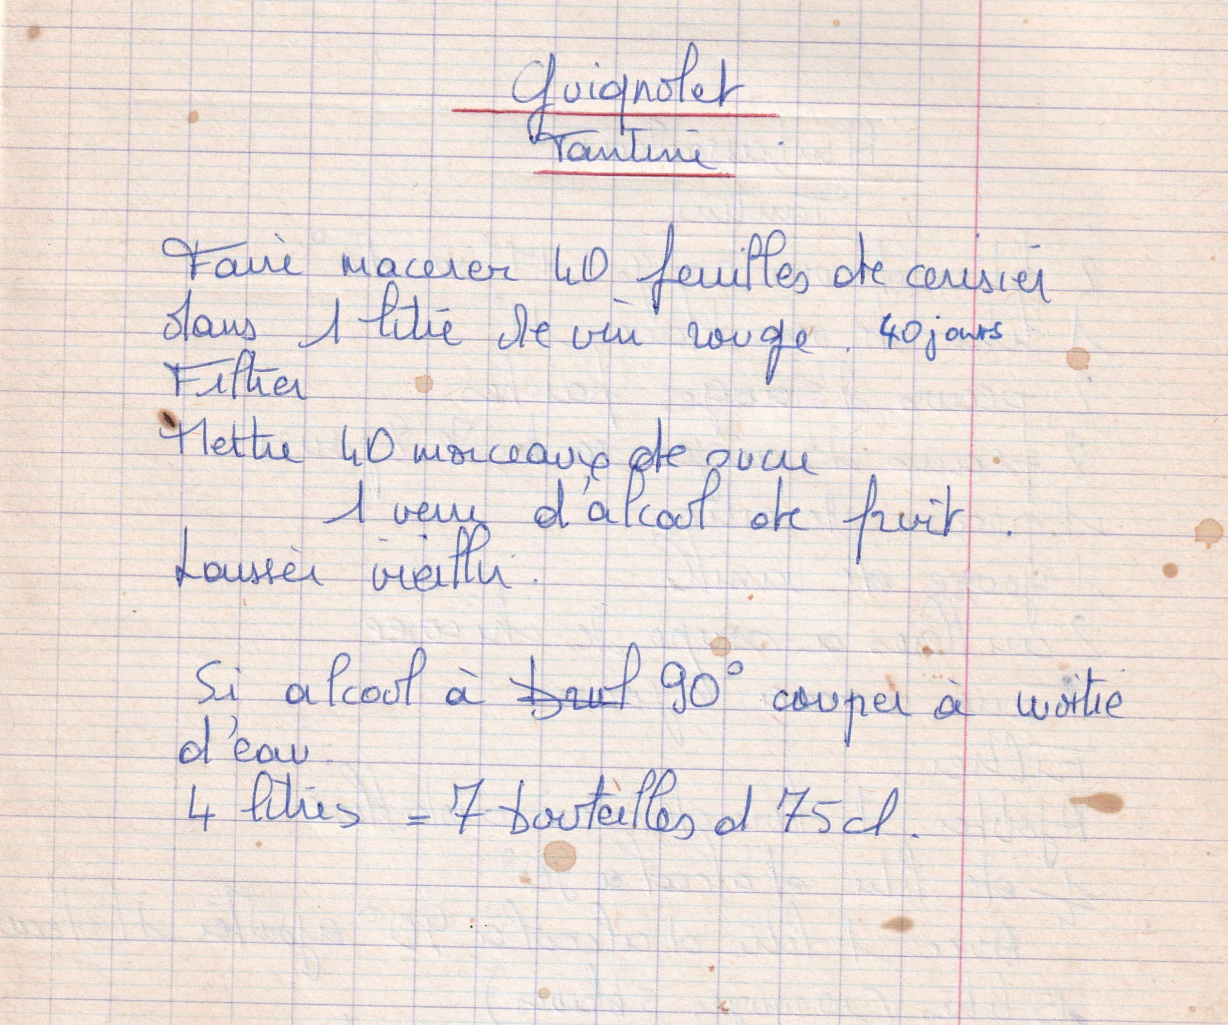 Guignolet
Tantine
Faire macerer 40 feuilles de cerisier
dans 1 litre de vin rouge. 40 jours
Filtrer
Mettre 40 morceaux de sucre
1 verre d'alcool de fruit.
Laisser vieillir.
Si alcool à brut 90° couper à moitie
d'eau.
4 litres = 7 bouteilles d 75cl.